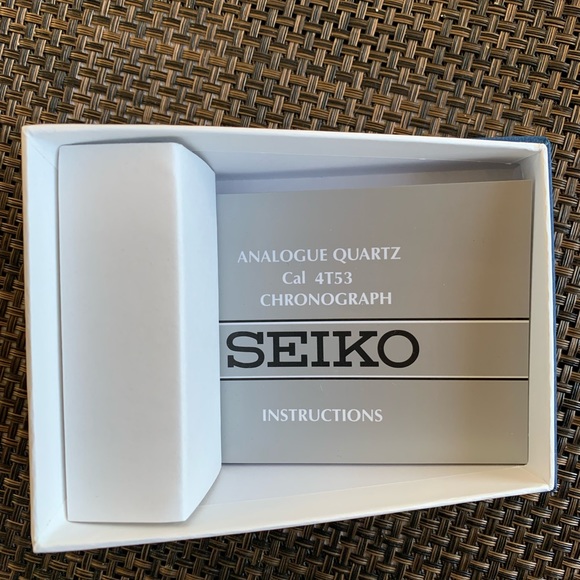 ANALOGUE QUARTZ
Cal 4T53
CHRONOGRAPH
SEIKO
INSTRUCTIONS